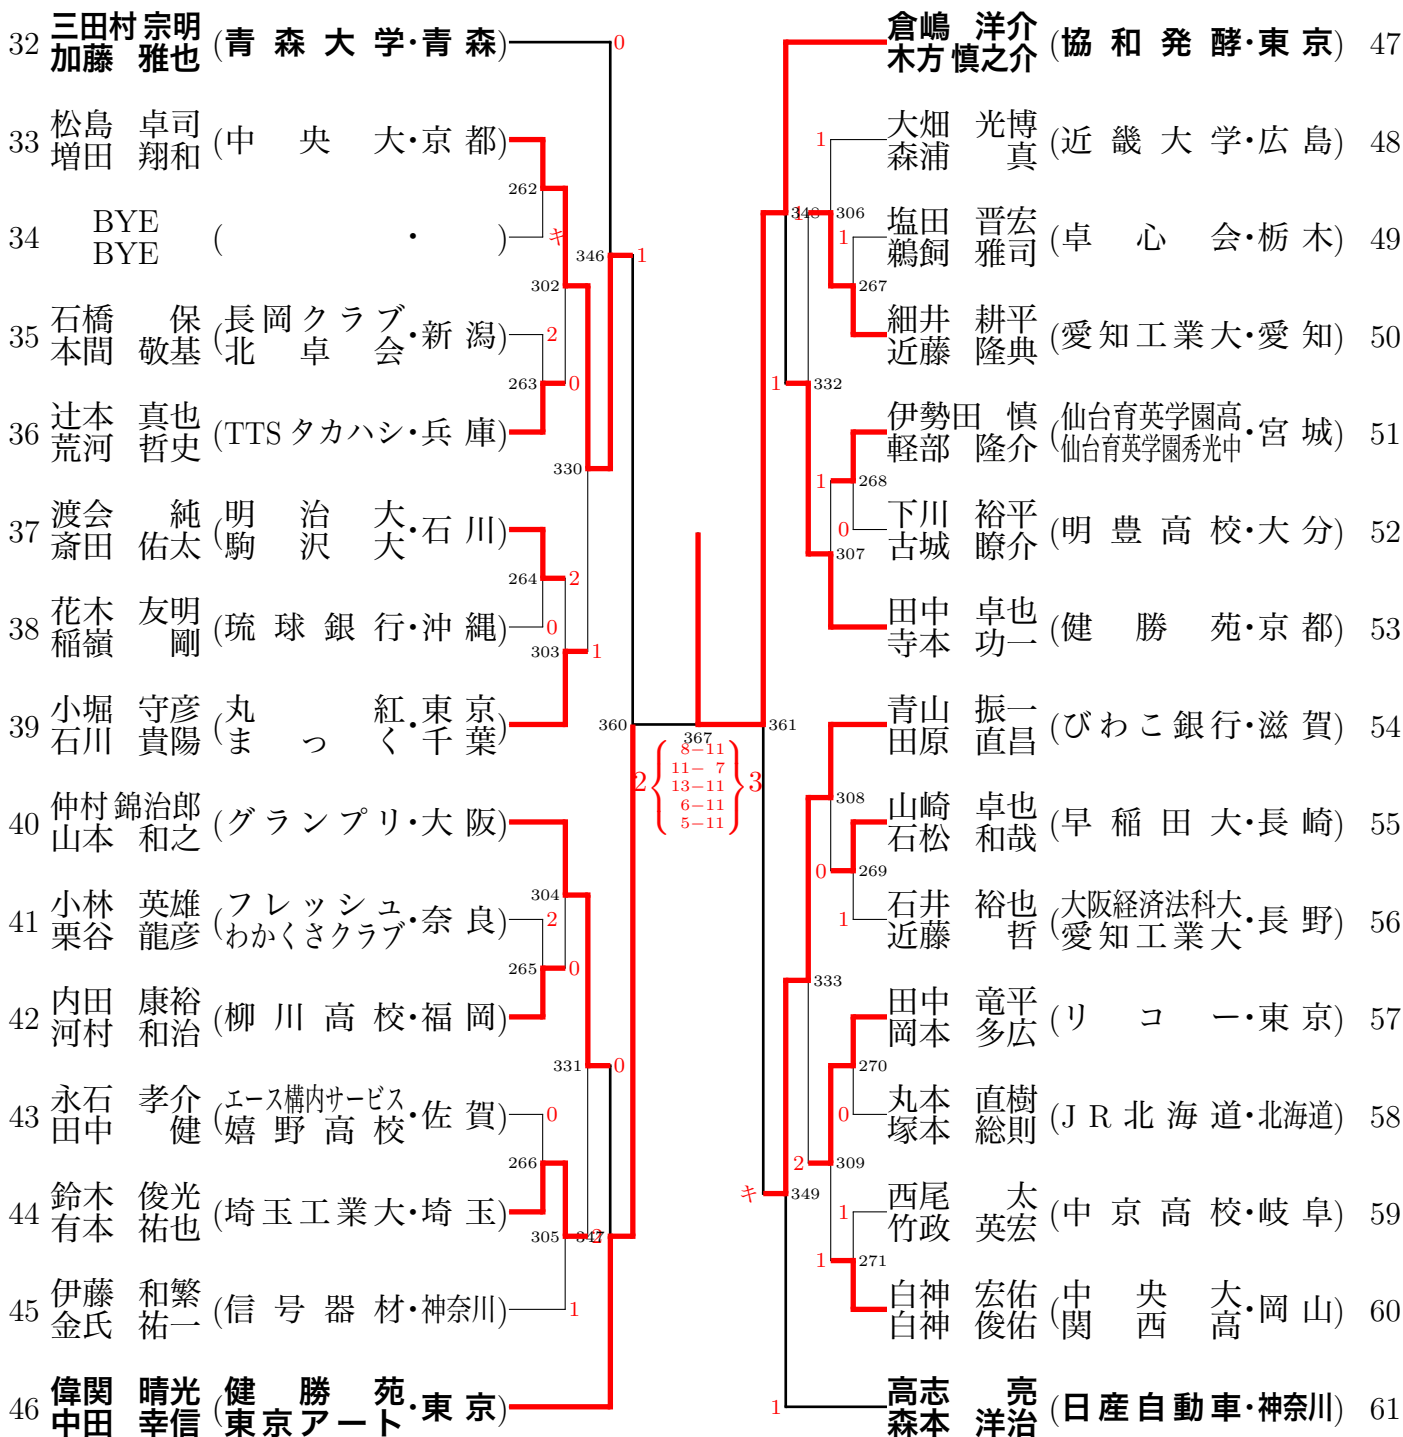 32 三田村 宗明 加藤 雅也 (青森大学・青森) 0
33 松島 卓司 増田 翔和 (中央大・京都)
262
34 BYE BYE ( ・ ) キ
346 1
302
35 石橋 保 本間 敬基 (長岡クラブ 北卓会・新潟) 2
263 0
36 辻本 真也 荒河 哲史 (TTSタカハシ・兵庫)
330
37 渡会 純 斎田 佑太 (明治大 駒沢大・石川)
264 2
38 花木 友明 稲嶺 剛 (琉球銀行・沖縄) 0
303 1
39 小堀 守彦 石川 貴陽 (丸紅 まっく・東京 千葉)
360
40 仲村 錦治郎 山本 和之 (グランプリ・大阪)
304
41 小林 英雄 栗谷 龍彦 (フレッシュ わかくさクラブ・奈良) 2
265 0
42 内田 康裕 河村 和治 (柳川高校・福岡)
331 0
43 永石 孝介 田中 健 (エース構内サービス 嬉野高校・佐賀) 0
266
44 鈴木 俊光 有本 祐也 (埼玉工業大・埼玉)
305 347 2
45 伊藤 和繁 金氏 祐一 (信号器材・神奈川) 1
46 偉関 晴光 中田 幸信 (健勝苑 東京アート・東京)
367
2 { 8-11
11- 7
13-11
6-11
5-11 } 3
倉嶋 洋介 木方 慎之介 (協和発酵・東京) 47
1 大畑 光博 森浦 真 (近畿大学・広島) 48
348 1 306
1 塩田 晋宏 鵜飼 雅司 (卓心会・栃木) 49
267
細井 耕平 近藤 隆典 (愛知工業大・愛知) 50
1 332
伊勢田 慎 軽部 隆介 (仙台育英学園高 仙台育英学園秀光中・宮城) 51
1 268
0 下川 裕平 古城 瞭介 (明豊高校・大分) 52
307
田中 卓也 寺本 功一 (健勝苑・京都) 53
361
青山 振一 田原 直昌 (びわこ銀行・滋賀) 54
308
山崎 卓也 石松 和哉 (早稲田大・長崎) 55
0 269
1 石井 裕也 近藤 哲 (大阪経済法科大 愛知工業大・長野) 56
333
田中 竜平 岡本 多広 (リコー・東京) 57
270
0 丸本 直樹 塚本 総則 (JR北海道・北海道) 58
2 309
キ 349
1 西尾 太 竹政 英宏 (中京高校・岐阜) 59
1 271
白神 宏佑 白神 俊佑 (中央大 関西高・岡山) 60
1 高志 亮 森本 洋治 (日産自動車・神奈川) 61